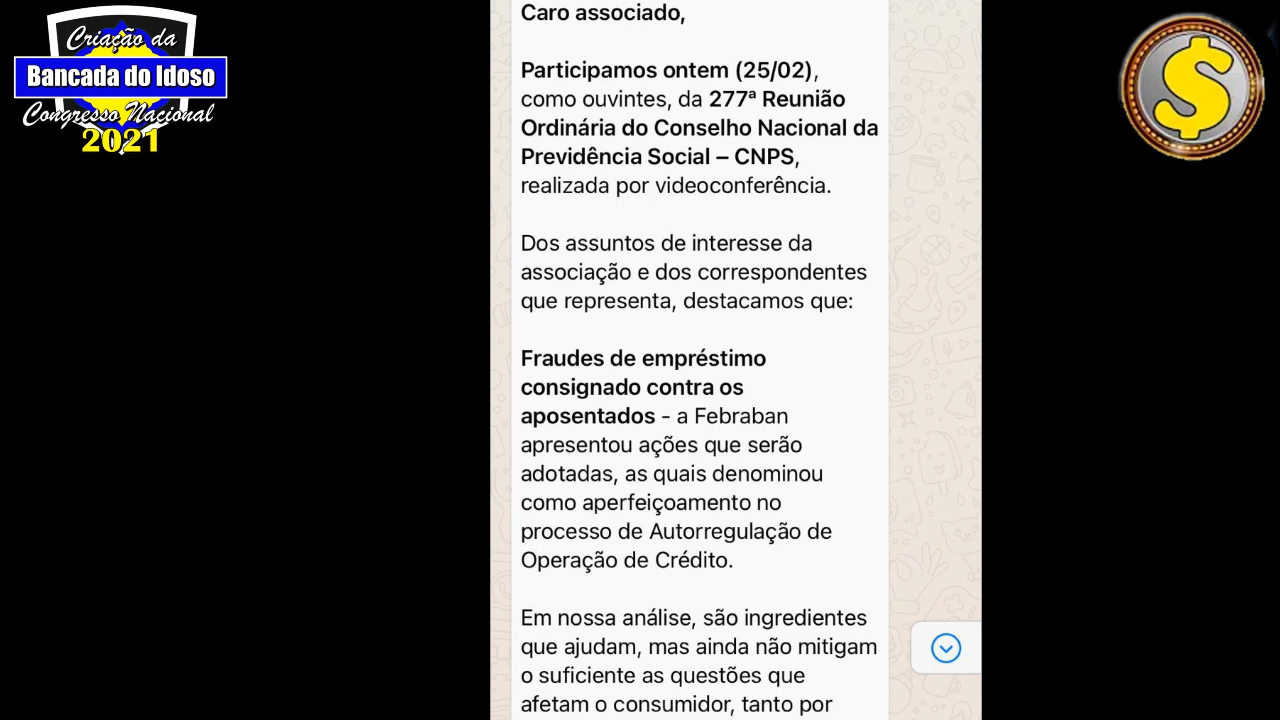 Criação da
Bancada do Idoso
Congresso Nacional
2021
$
Caro associado,
Participamos ontem (25/02),
como ouvintes, da 277ª Reunião
Ordinária do Conselho Nacional da
Previdência Social – CNPS,
realizada por videoconferência.
Dos assuntos de interesse da
associação e dos correspondentes
que representa, destacamos que:
Fraudes de empréstimo
consignado contra os
aposentados - a Febraban
apresentou ações que serão
adotadas, as quais denominou
como aperfeiçoamento no
processo de Autorregulação de
Operação de Crédito.
Em nossa análise, são ingredientes
que ajudam, mas ainda não mitigam
o suficiente as questões que
afetam o consumidor, tanto por